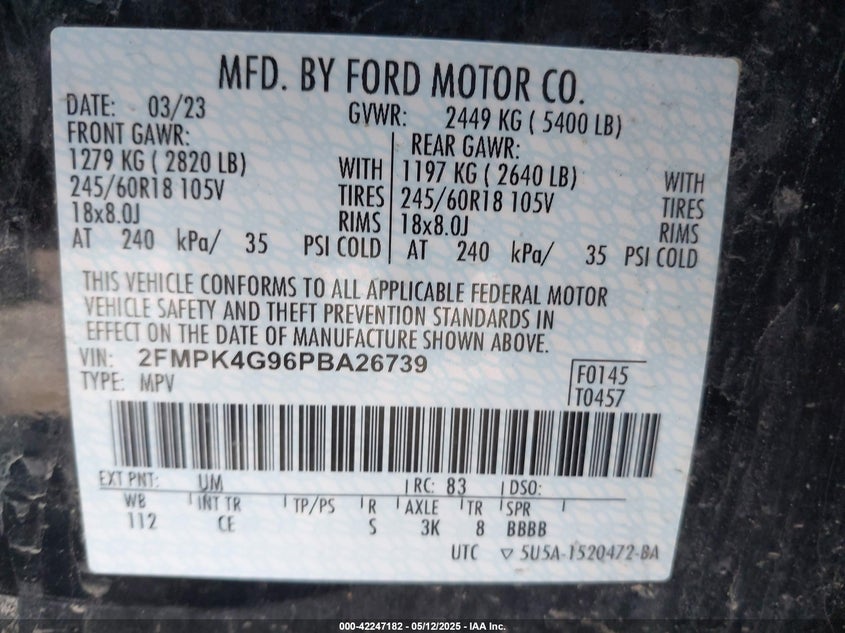 MFD. BY FORD MOTOR CO.
DATE: 03/23 GVWR: 2449 KG ( 5400 LB)
FRONT GAWR: REAR GAWR:
1279 KG ( 2820 LB) WITH 1197 KG ( 2640 LB) WITH
245/60R18 105V TIRES 245/60R18 105V TIRES
18x8.0J RIMS 18x8.0J RIMS
AT 240 kPa/ 35 PSI COLD AT 240 kPa/ 35 PSI COLD
THIS VEHICLE CONFORMS TO ALL APPLICABLE FEDERAL MOTOR
VEHICLE SAFETY AND THEFT PREVENTION STANDARDS IN
EFFECT ON THE DATE OF MANUFACTURE SHOWN ABOVE.
VIN: 2FMPK4G96PBA26739
TYPE: MPV
F0145
T0457
EXT PNT: UM RC: 83 DSO:
WB INT TR TP/PS R AXLE TR SPR
112 CE S 3K 8 BBBB
UTC ▽ 5U5A-1520472-BA
000-42247182 - 05/12/2025 - IAA Inc.